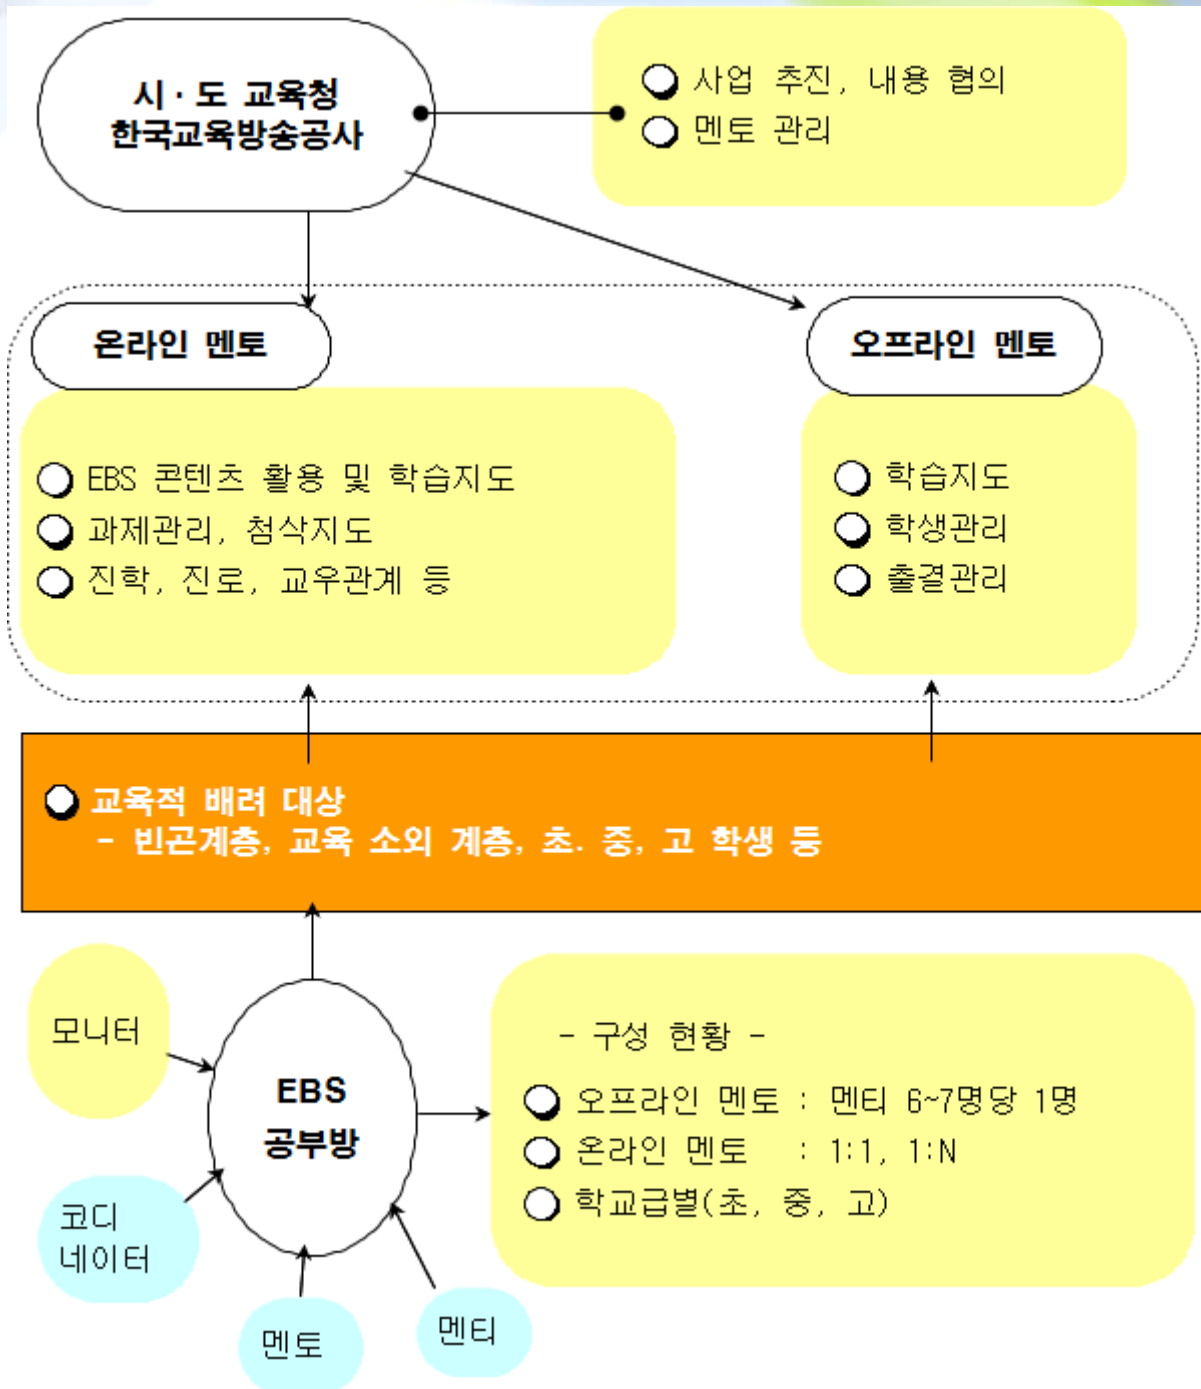 시·도 교육청
한국교육방송공사
사업 추진, 내용 협의
멘토 관리
온라인 멘토
오프라인 멘토
EBS 콘텐츠 활용 및 학습지도
과제관리, 첨삭지도
진학, 진로, 교우관계 등
학습지도
학생관리
출결관리
교육적 배려 대상
- 빈곤계층, 교육 소외 계층, 초. 중, 고 학생 등
모니터
EBS
공부방
코디
네이터
멘토
멘티
- 구성 현황 -
오프라인 멘토 : 멘티 6~7명당 1명
온라인 멘토 : 1:1, 1:N
학교급별(초, 중, 고)